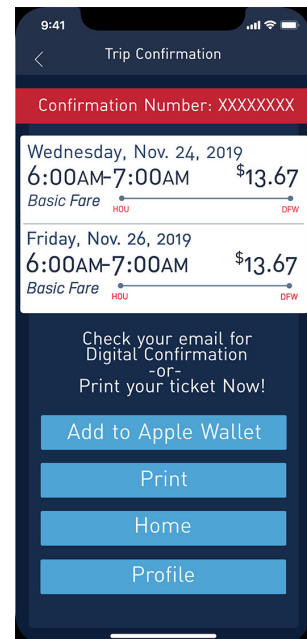 9:41
Trip Confirmation
Confirmation Number: XXXXXXXX
Wednesday, Nov. 24, 2019
6:00AM-7:00AM $13.67
Basic Fare
HOU DFW
Friday, Nov. 26, 2019
6:00AM-7:00AM $13.67
Basic Fare
HOU DFW
Check your email for
Digital Confirmation
-or-
Print your ticket Now!
Add to Apple Wallet
Print
Home
Profile